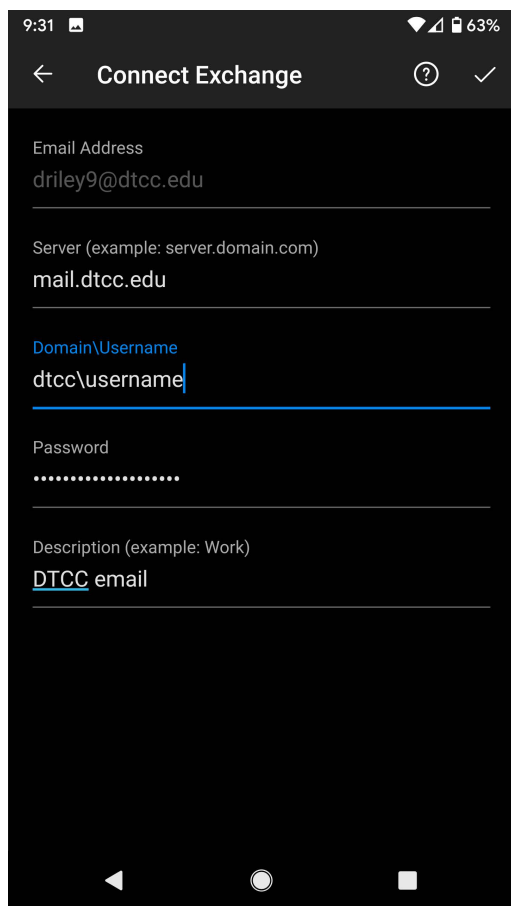 9:31 63%
Connect Exchange
Email Address
driley9@dtcc.edu
Server (example: server.domain.com)
mail.dtcc.edu
Domain\Username
dtcc\username
Password
••••••••••••••••••••
Description (example: Work)
DTCC email